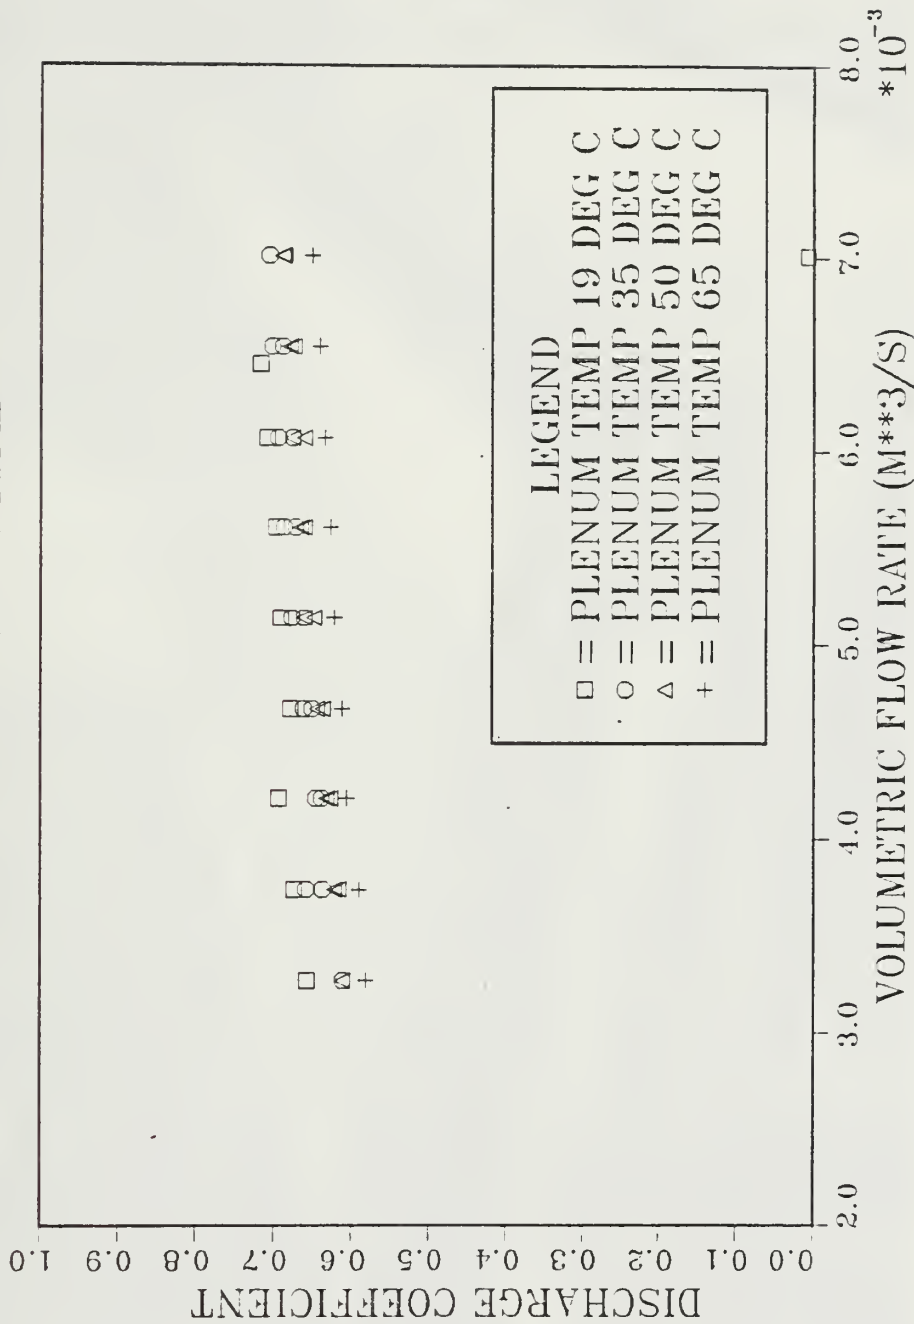 DISCHARGE COEFFICIENT
1.0
0.9
0.8
0.7
0.6
0.5
0.4
0.3
0.2
0.1
0.0
LEGEND
□ = PLENUM TEMP 19 DEG C
○ = PLENUM TEMP 35 DEG C
△ = PLENUM TEMP 50 DEG C
+ = PLENUM TEMP 65 DEG C
2.0 3.0 4.0 5.0 6.0 7.0 8.0
*10⁻³
VOLUMETRIC FLOW RATE (M**3/S)